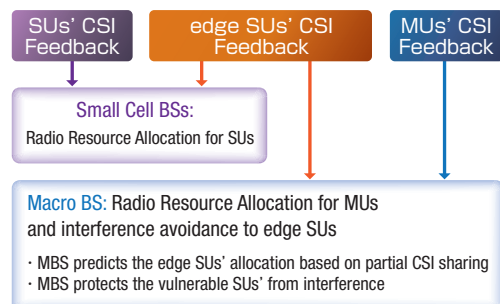 SUs' CSI
Feedback
edge SUs' CSI
Feedback
MUs' CSI
Feedback
Small Cell BSs:
Radio Resource Allocation for SUs
Macro BS: Radio Resource Allocation for MUs
and interference avoidance to edge SUs
· MBS predicts the edge SUs' allocation based on partial CSI sharing
· MBS protects the vulnerable SUs' from interference